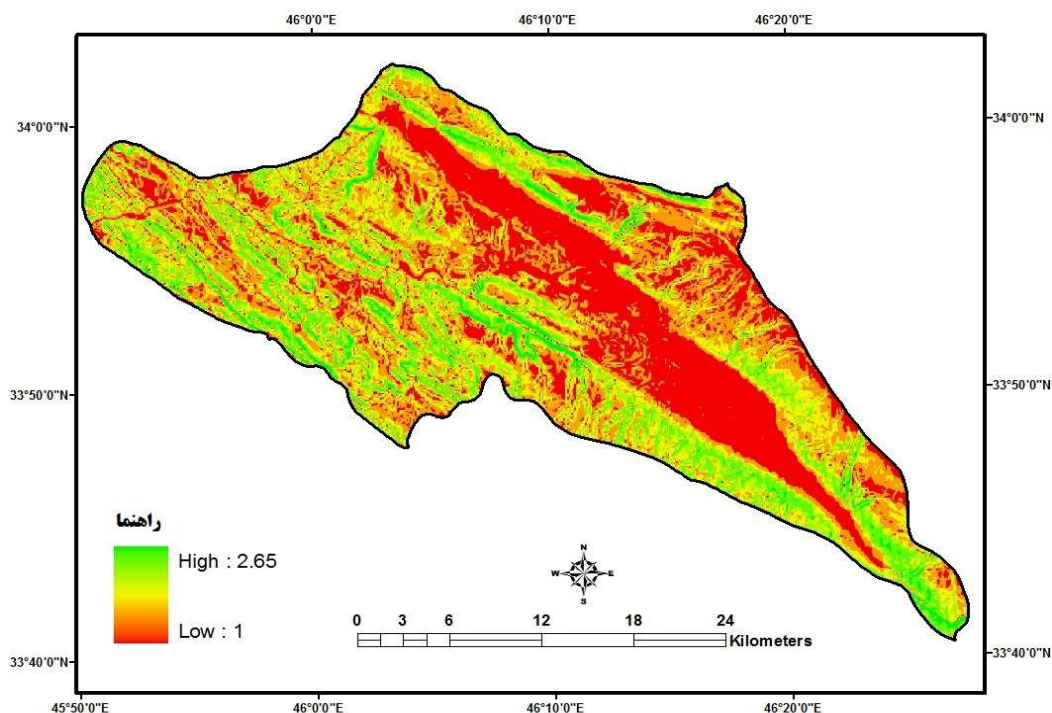 46°0'0"E 46°10'0"E 46°20'0"E
34°0'0"N 34°0'0"N
33°50'0"N 33°50'0"N
راهنما
High : 2.65
Low : 1
N
W E
S
0 3 6 12 18 24
Kilometers
33°40'0"N 33°40'0"N
45°50'0"E 46°0'0"E 46°10'0"E 46°20'0"E